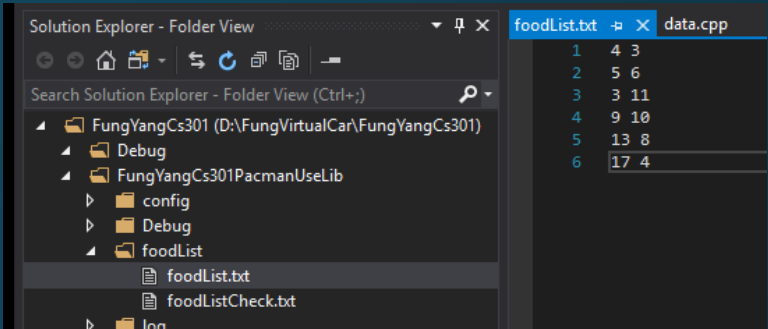 Solution Explorer - Folder View
Search Solution Explorer - Folder View (Ctrl+;)
FungYangCs301 (D:\FungVirtualCar\FungYangCs301)
Debug
FungYangCs301PacmanUseLib
config
Debug
foodList
foodList.txt
foodListCheck.txt
log
foodList.txt
data.cpp
1 4 3
2 5 6
3 3 11
4 9 10
5 13 8
6 17 4